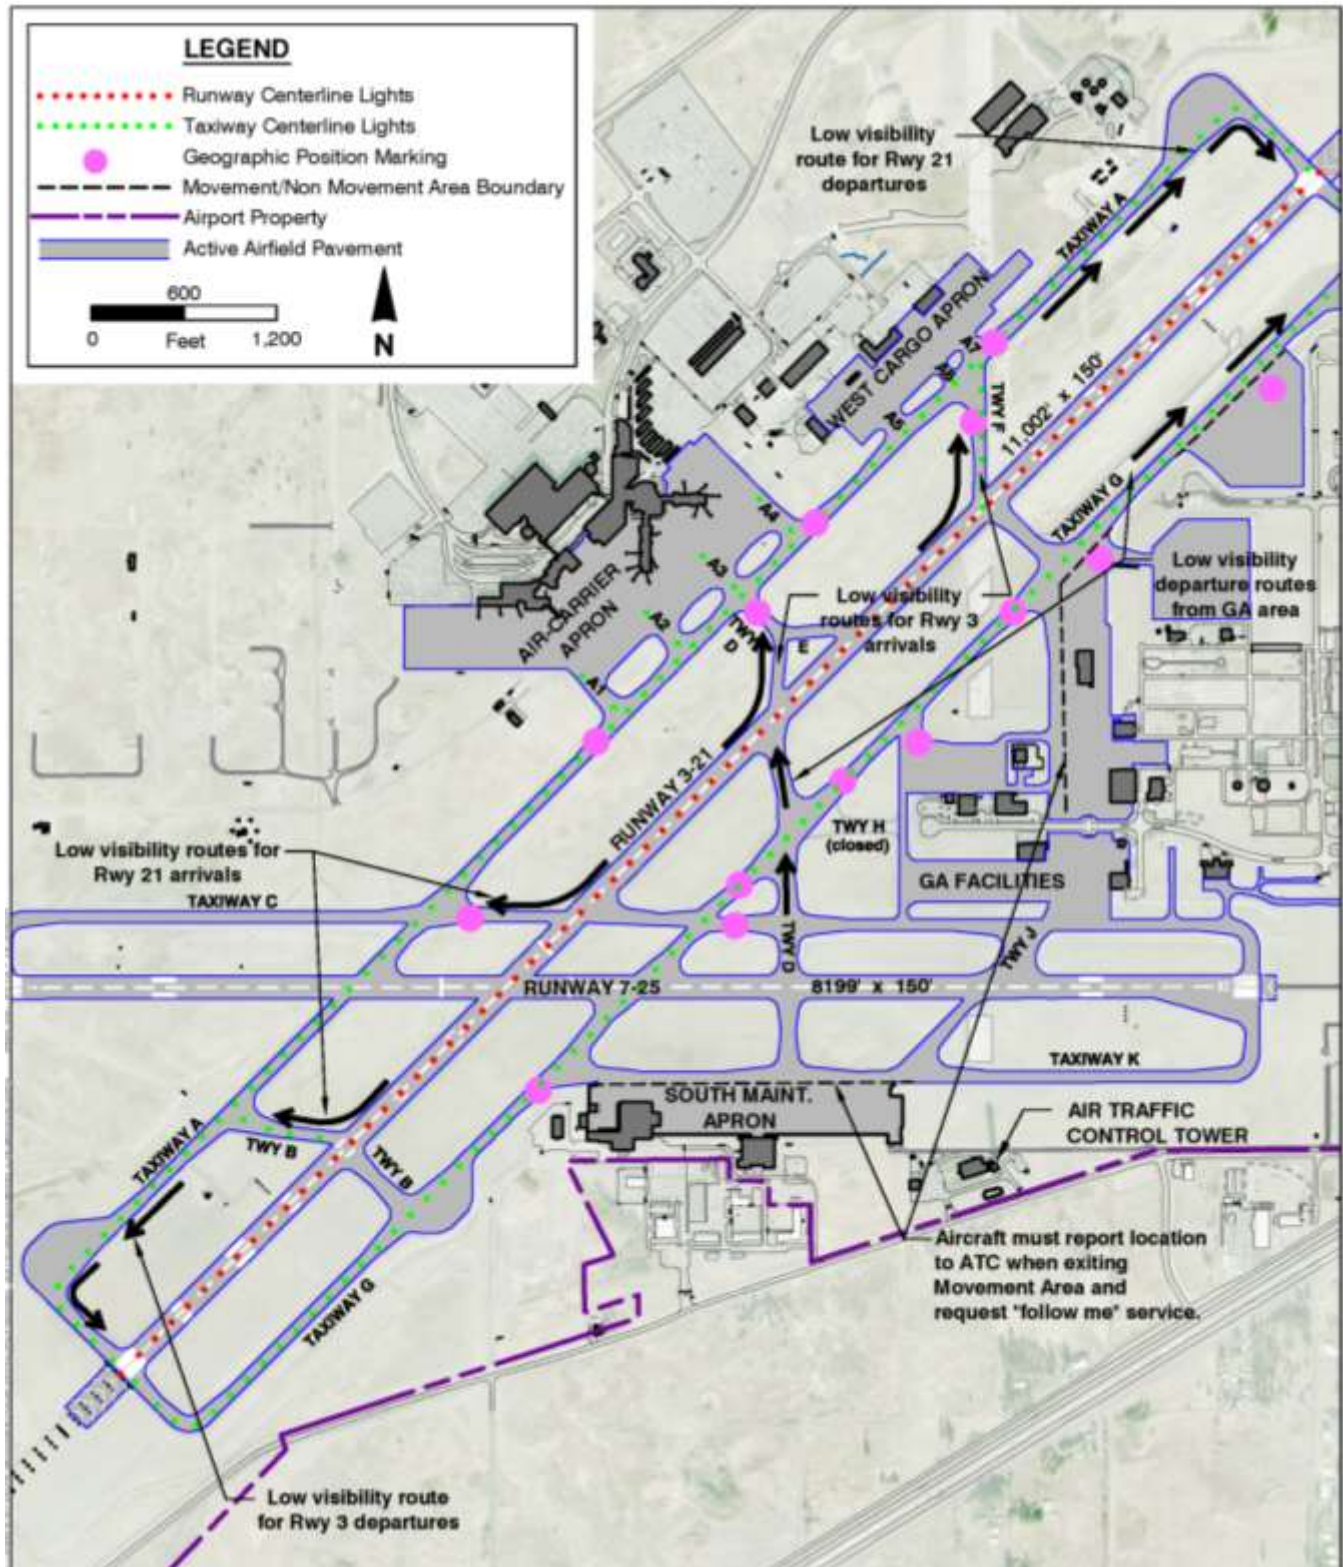 LEGEND
Runway Centerline Lights
Taxiway Centerline Lights
Geographic Position Marking
Movement/Non Movement Area Boundary
Airport Property
Active Airfield Pavement
600
0 Feet 1,200
N
Low visibility
route for Rwy 21
departures
TAXIWAY A
WEST CARGO APRON
A7
A6
A5
TWY F
11,002' x 150'
TAXIWAY G
A4
A3
A2
A1
AIR-CARRIER
APRON
TWY
D
E
Low visibility
routes for Rwy 3
arrivals
Low visibility
departure routes
from GA area
RUNWAY 3-21
TWY H
(closed)
GA FACILITIES
Low visibility routes for
Rwy 21 arrivals
TAXIWAY C
TWY D
TWY J
RUNWAY 7-25
8199' x 150'
TAXIWAY K
SOUTH MAINT.
APRON
AIR TRAFFIC
CONTROL TOWER
TAXIWAY A
TWY B
TWY B
TAXIWAY G
Aircraft must report location
to ATC when exiting
Movement Area and
request "follow me" service.
Low visibility route
for Rwy 3 departures